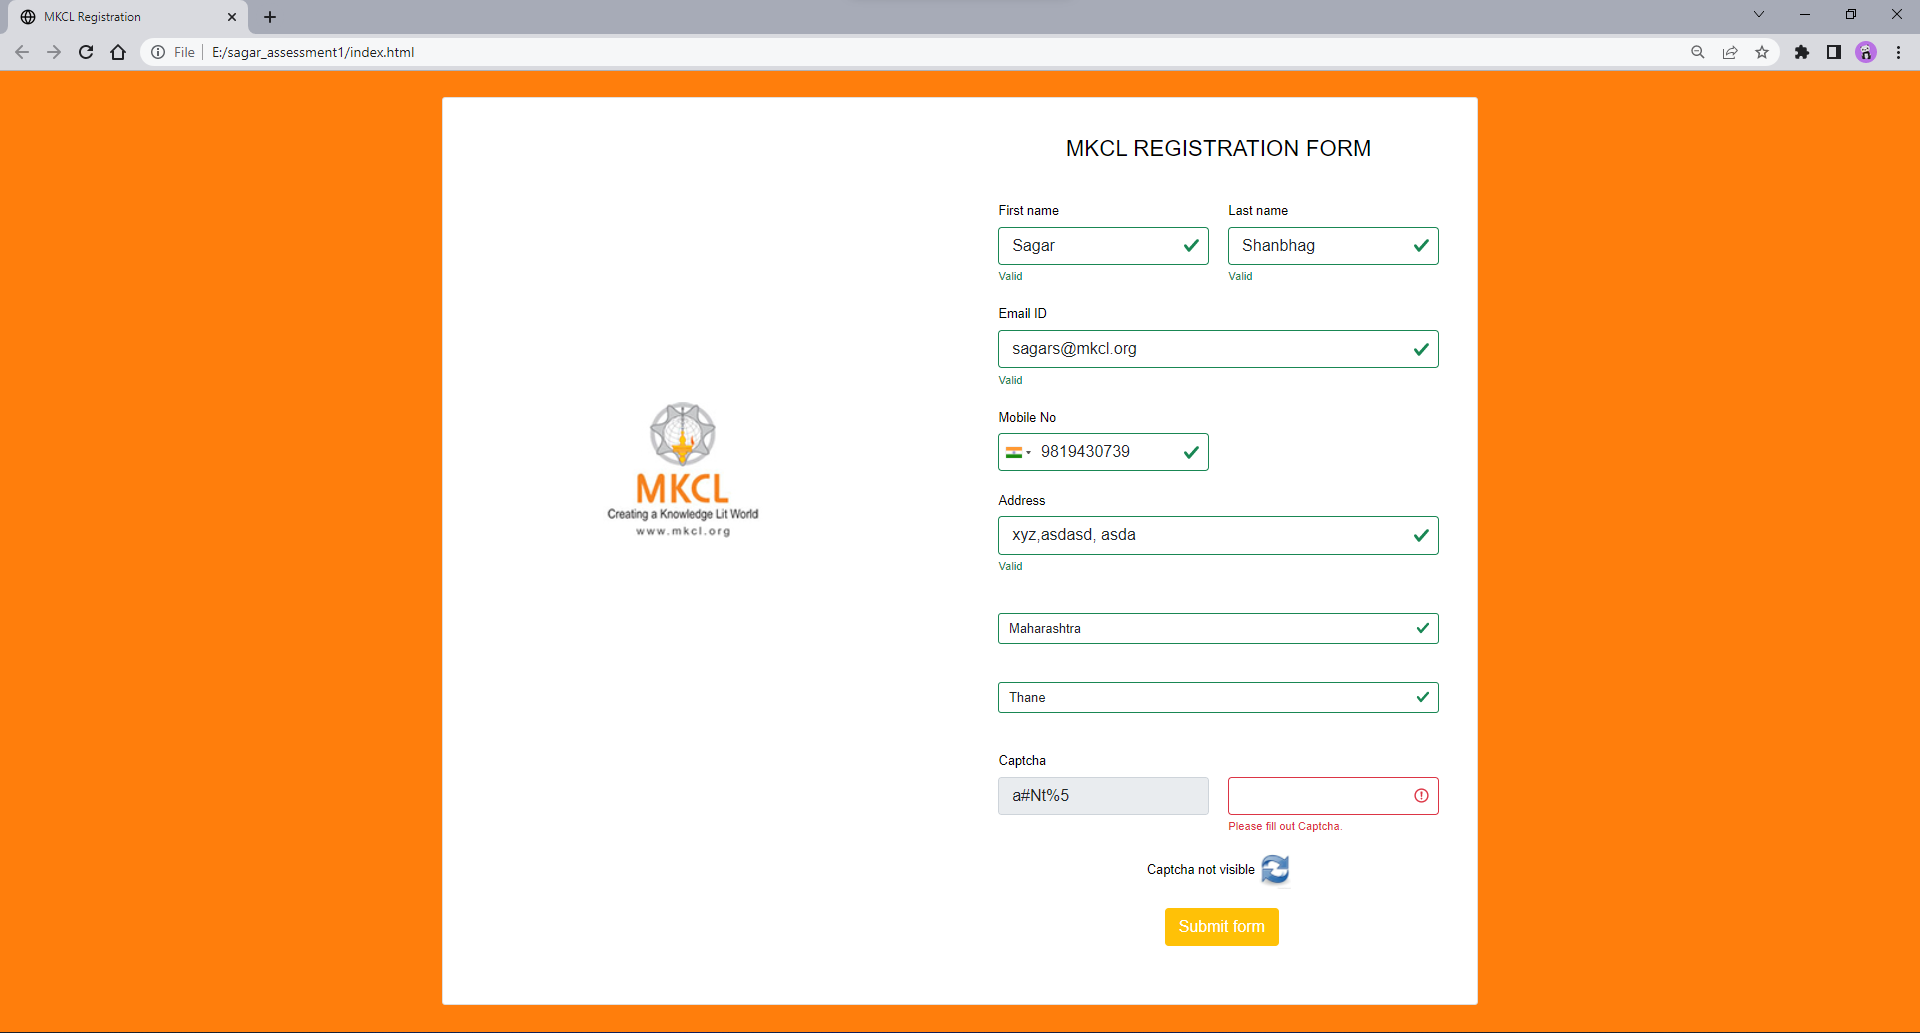 MKCL Registration
File
E:/sagar_assessment1/index.html
MKCL
Creating a Knowledge Lit World
www.mkcl.org
MKCL REGISTRATION FORM
First name
Last name
Sagar
Shanbhag
Valid
Valid
Email ID
sagars@mkcl.org
Valid
Mobile No
9819430739
Address
xyz,asdasd, asda
Valid
Maharashtra
Thane
Captcha
a#Nt%5
Please fill out Captcha.
Captcha not visible
Submit form